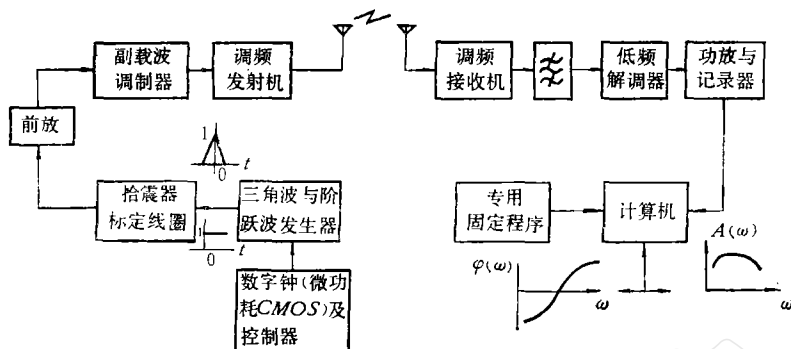 副载波
调制器
调频
发射机
调频
接收机
低频
解调器
功放与
记录器
前放
1
0
t
拾震器
标定线圈
三角波与阶
跃波发生器
1
0
t
数字钟(微功
耗CMOS)及
控制器
专用
固定程序
计算机
φ(ω)
ω
A(ω)
ω